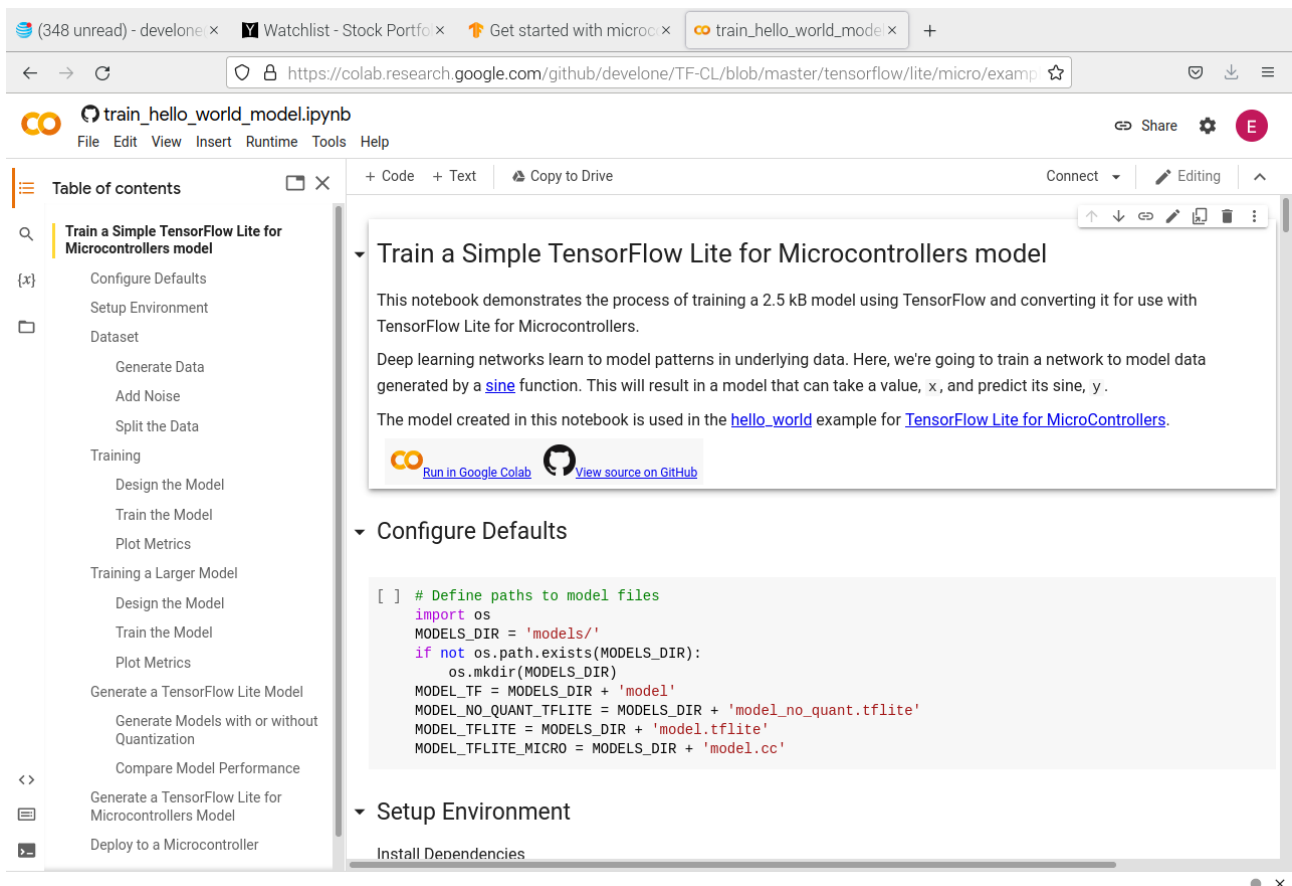 (348 unread) - develone
Watchlist - Stock Portfol
Get started with microco
train_hello_world_model
https://colab.research.google.com/github/develone/TF-CL/blob/master/tensorflow/lite/micro/exampl
train_hello_world_model.ipynb
File Edit View Insert Runtime Tools Help
Share
E
Table of contents
+ Code + Text Copy to Drive
Connect Editing
Train a Simple TensorFlow Lite for
Microcontrollers model
Configure Defaults
Setup Environment
Dataset
Generate Data
Add Noise
Split the Data
Training
Design the Model
Train the Model
Plot Metrics
Training a Larger Model
Design the Model
Train the Model
Plot Metrics
Generate a TensorFlow Lite Model
Generate Models with or without
Quantization
Compare Model Performance
Generate a TensorFlow Lite for
Microcontrollers Model
Deploy to a Microcontroller
{x}
<>
Train a Simple TensorFlow Lite for Microcontrollers model
This notebook demonstrates the process of training a 2.5 kB model using TensorFlow and converting it for use with
TensorFlow Lite for Microcontrollers.
Deep learning networks learn to model patterns in underlying data. Here, we're going to train a network to model data
generated by a sine function. This will result in a model that can take a value, x, and predict its sine, y.
The model created in this notebook is used in the hello_world example for TensorFlow Lite for MicroControllers.
Run in Google Colab View source on GitHub
Configure Defaults
[ ] # Define paths to model files
import os
MODELS_DIR = 'models/'
if not os.path.exists(MODELS_DIR):
os.mkdir(MODELS_DIR)
MODEL_TF = MODELS_DIR + 'model'
MODEL_NO_QUANT_TFLITE = MODELS_DIR + 'model_no_quant.tflite'
MODEL_TFLITE = MODELS_DIR + 'model.tflite'
MODEL_TFLITE_MICRO = MODELS_DIR + 'model.cc'
Setup Environment
Install Dependencies